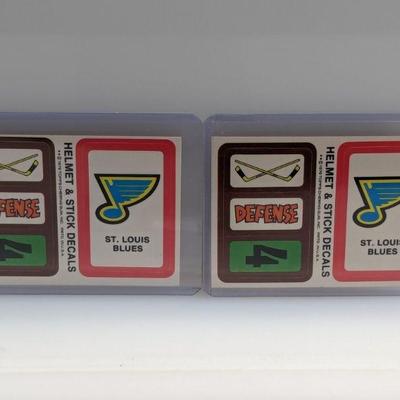 HELMET & STICK DECALS
DEFENSE
4
ST. LOUIS
BLUES
HELMET & STICK DECALS
DEFENSE
4
ST. LOUIS
BLUES